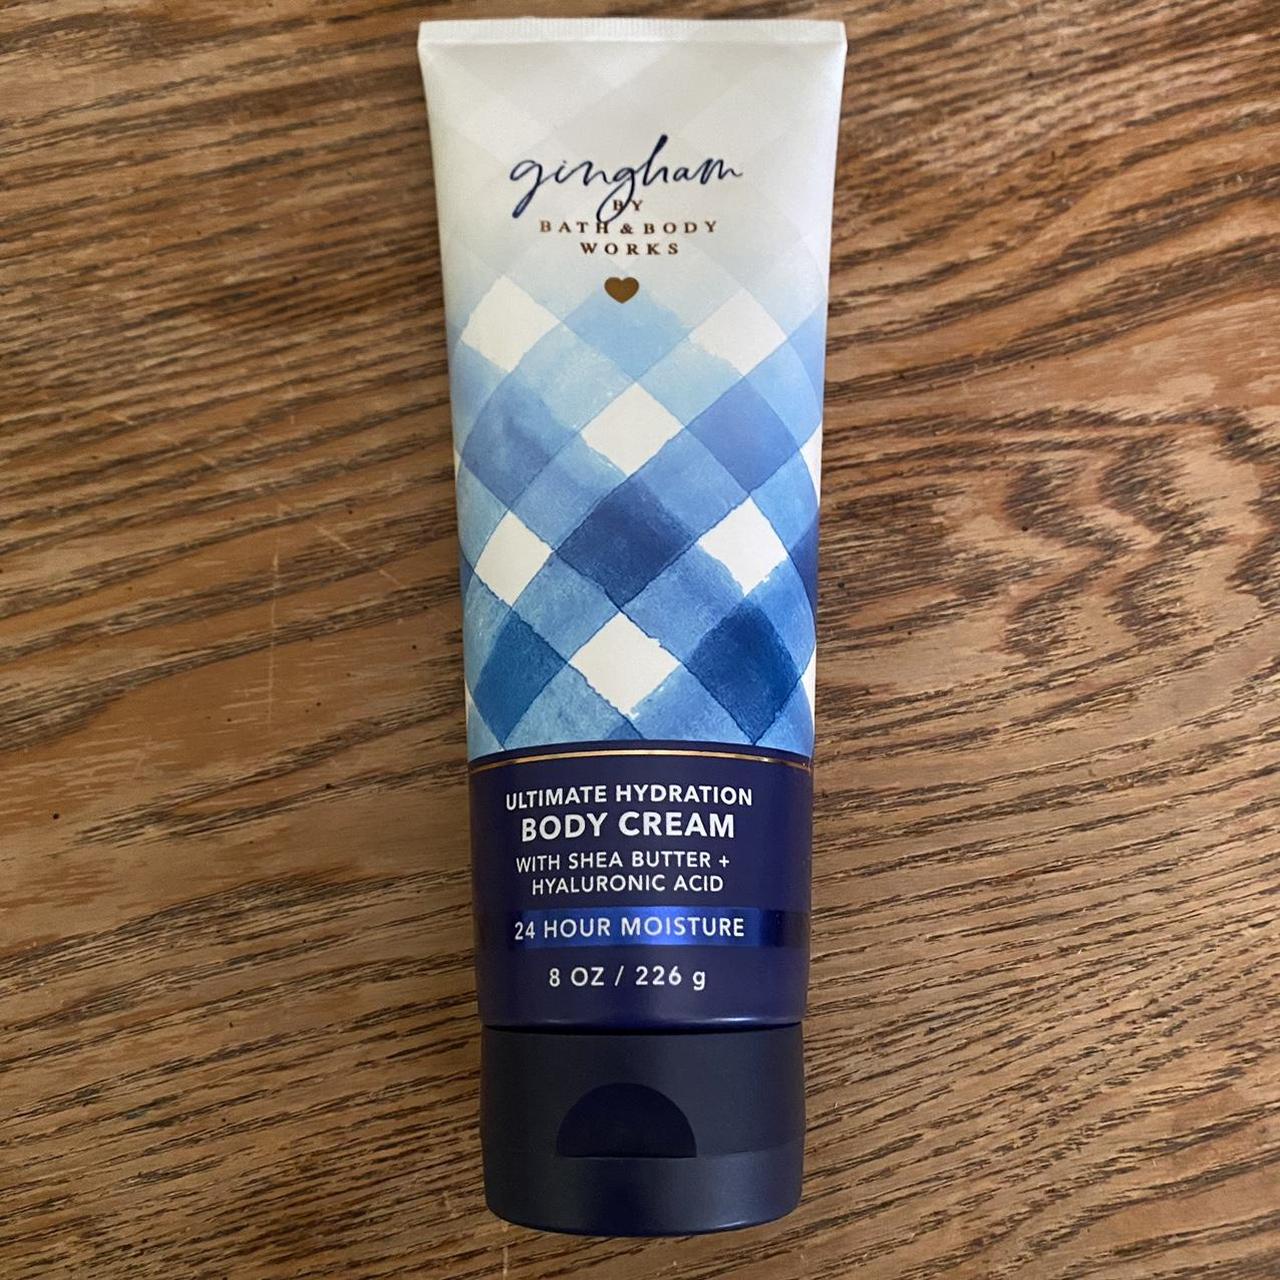 gingham
BY
BATH & BODY
WORKS
ULTIMATE HYDRATION
BODY CREAM
WITH SHEA BUTTER +
HYALURONIC ACID
24 HOUR MOISTURE
8 OZ / 226 g